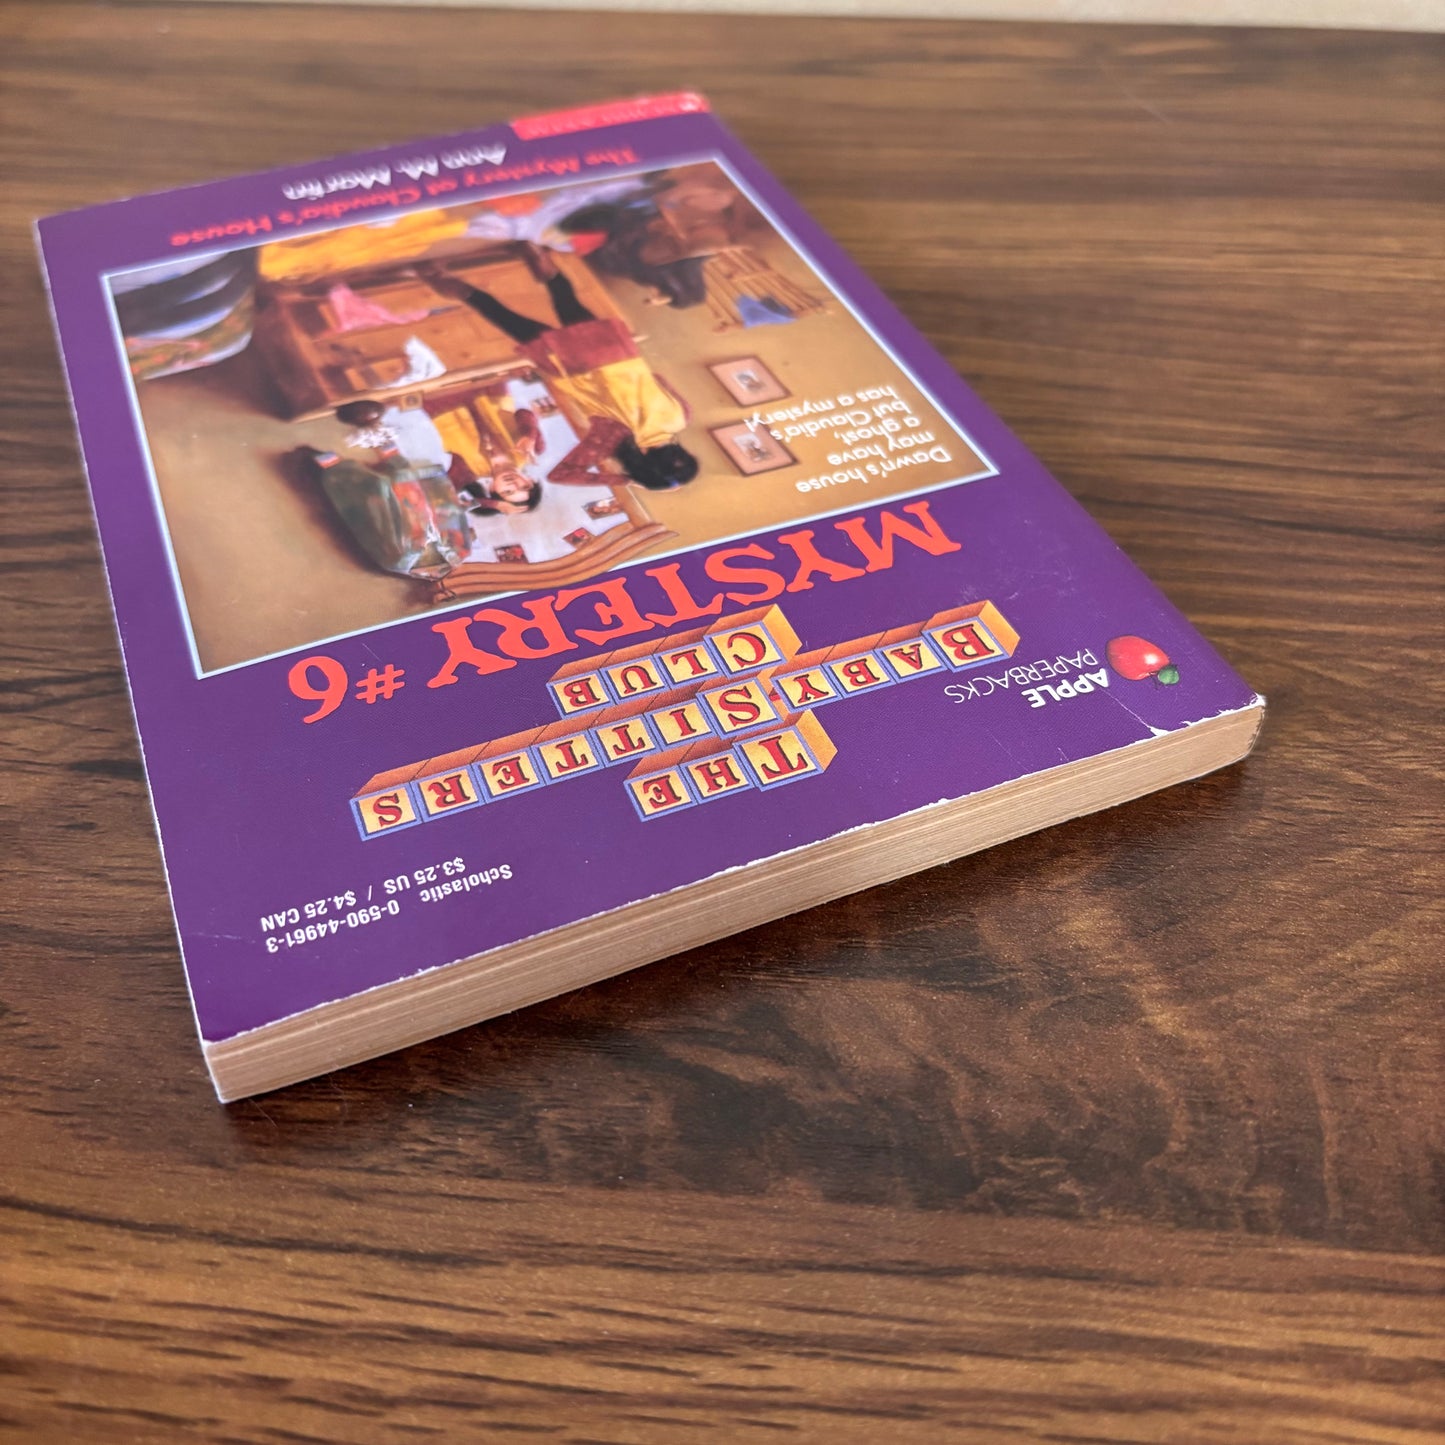 APPLE
PAPERBACKS
Scholastic 0-590-44961-3
$3.25 US / $4.25 CAN
THE
BABY
SITTERS
CLUB
MYSTERY #6
Dawn's house
may have
a ghost,
but Claudia's
has a mystery!
The Mystery at Claudia's House
Ann M. Martin